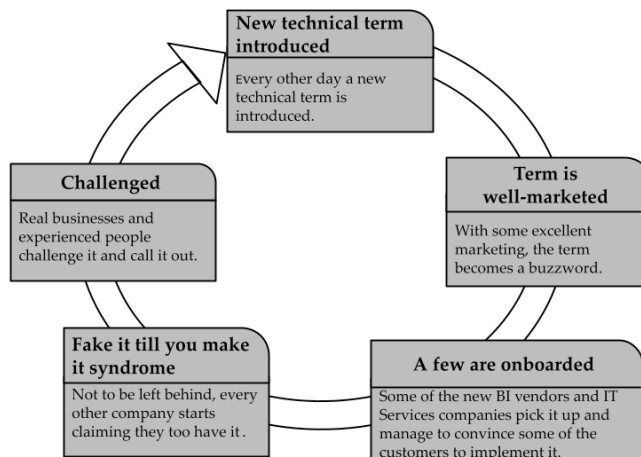 New technical term
introduced
Every other day a new
technical term is
introduced.
Term is
well-marketed
With some excellent
marketing, the term
becomes a buzzword.
A few are onboarded
Some of the new BI vendors and IT
Services companies pick it up and
manage to convince some of the
customers to implement it.
Fake it till you make
it syndrome
Not to be left behind, every
other company starts
claiming they too have it.
Challenged
Real businesses and
experienced people
challenge it and call it out.